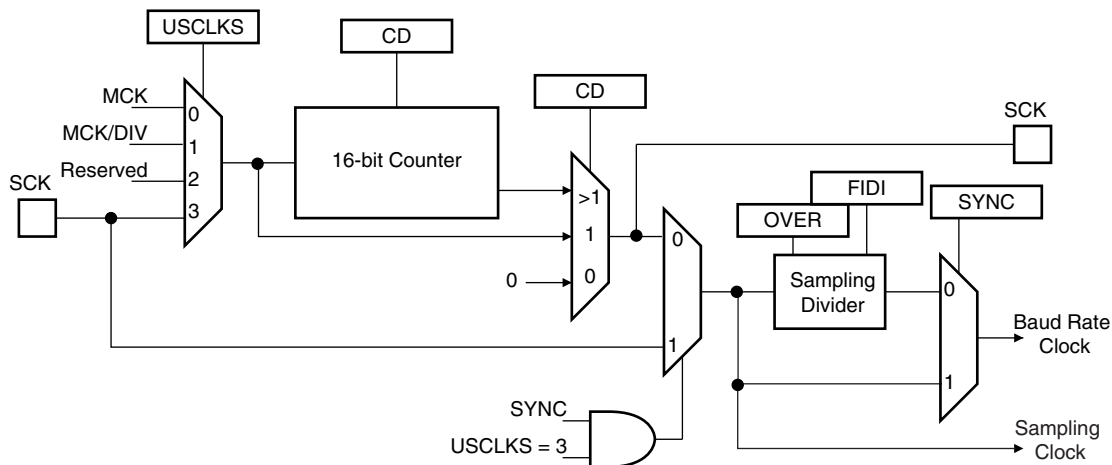 USCLKS
CD
CD
SCK
MCK
0
MCK/DIV
1
16-bit Counter
Reserved
2
SCK
3
>1
FIDI
OVER
SYNC
1
0
0
0
Sampling
Divider
0
Baud Rate
Clock
1
1
SYNC
USCLKS = 3
Sampling
Clock